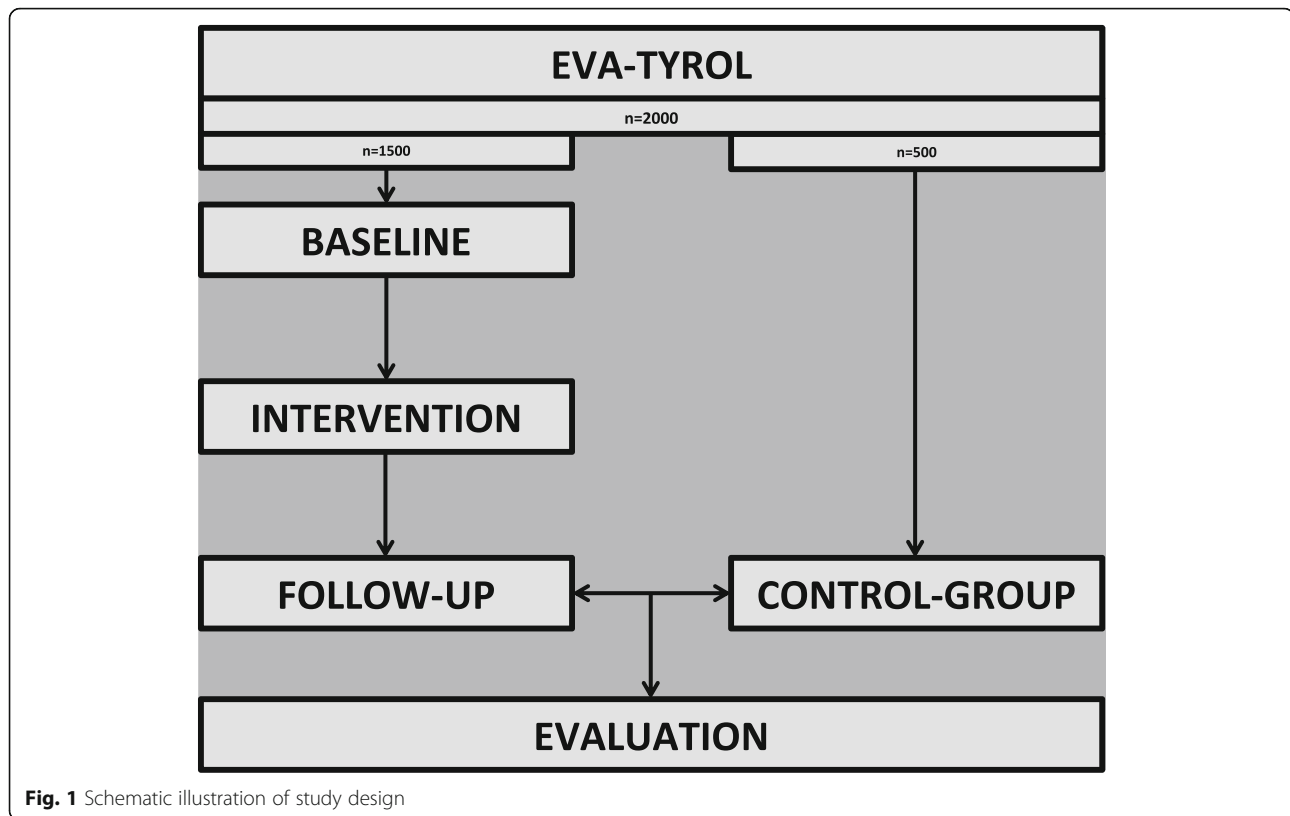 EVA-TYROL
n=2000
n=1500
n=500
BASELINE
INTERVENTION
FOLLOW-UP
CONTROL-GROUP
EVALUATION
Fig. 1 Schematic illustration of study design